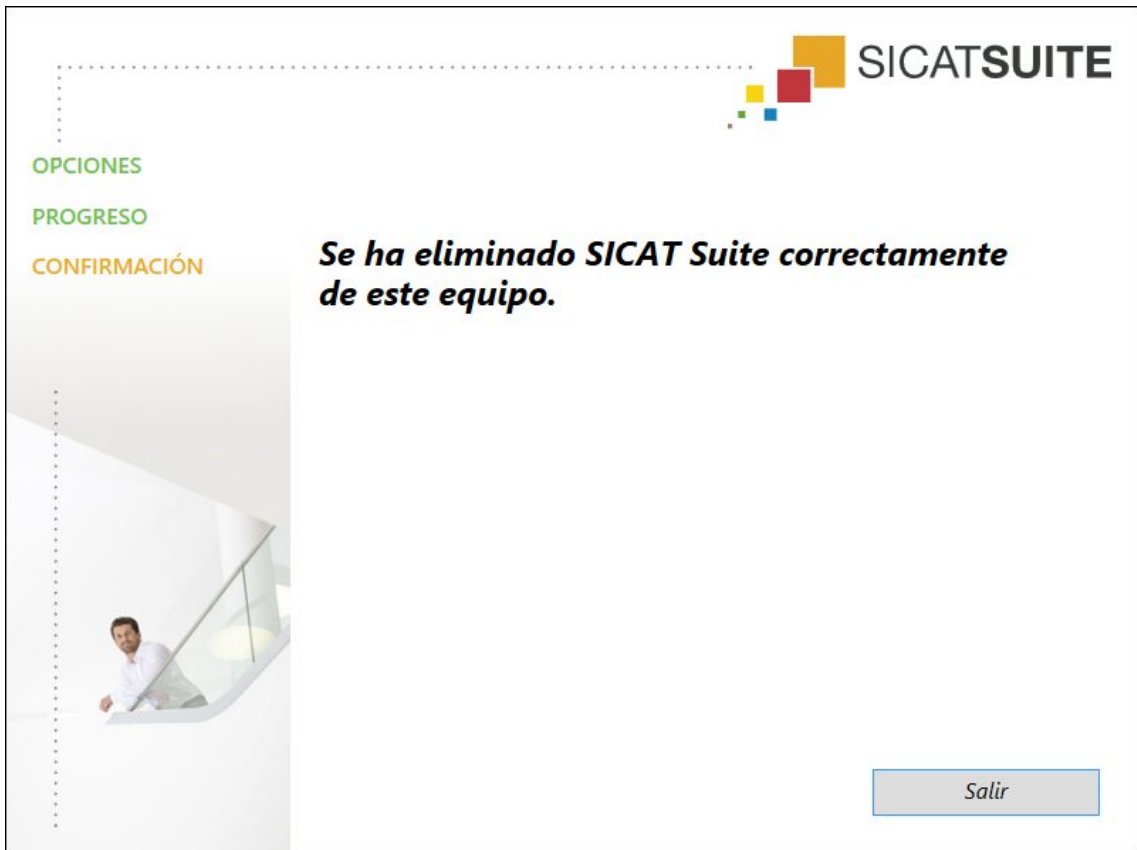 SICATSUITE
OPCIONES
PROGRESO
CONFIRMACIÓN
Se ha eliminado SICAT Suite correctamente
de este equipo.
Salir